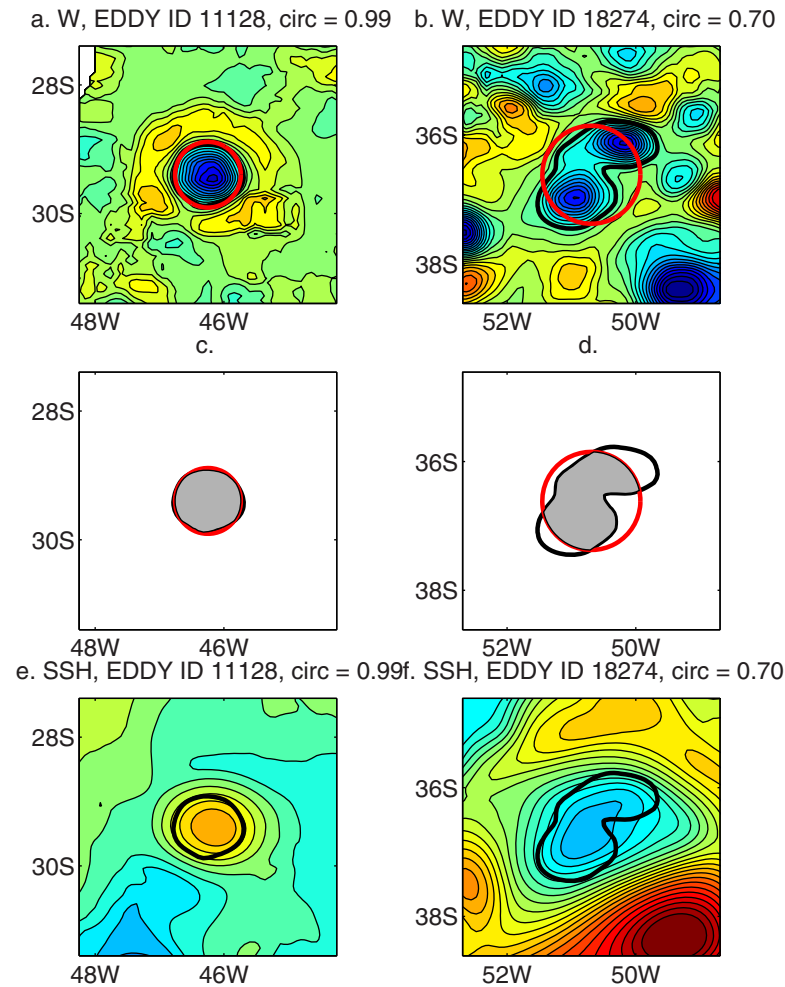 a. W, EDDY ID 11128, circ = 0.99
b. W, EDDY ID 18274, circ = 0.70
28S
30S
48W
46W
36S
38S
52W
50W
c.
d.
28S
30S
48W
46W
36S
38S
52W
50W
e. SSH, EDDY ID 11128, circ = 0.99
f. SSH, EDDY ID 18274, circ = 0.70
28S
30S
48W
46W
36S
38S
52W
50W